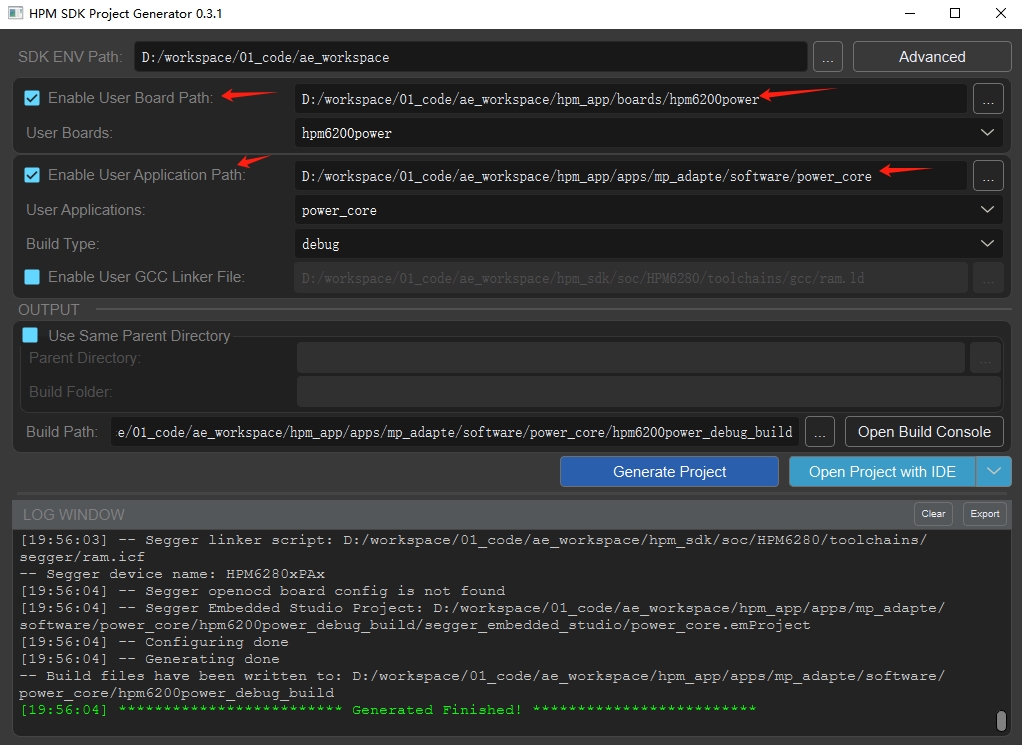 HPM SDK Project Generator 0.3.1
SDK ENV Path: D:/workspace/01_code/ae_workspace ... Advanced
Enable User Board Path: D:/workspace/01_code/ae_workspace/hpm_app/boards/hpm6200power ...
User Boards: hpm6200power
Enable User Application Path: D:/workspace/01_code/ae_workspace/hpm_app/apps/mp_adapte/software/power_core ...
User Applications: power_core
Build Type: debug
Enable User GCC Linker File: D:/workspace/01_code/ae_workspace/hpm_sdk/soc/HPM6280/toolchains/gcc/ram.ld ...
OUTPUT
Use Same Parent Directory
Parent Directory: ...
Build Folder:
Build Path: e/01_code/ae_workspace/hpm_app/apps/mp_adapte/software/power_core/hpm6200power_debug_build ... Open Build Console
Generate Project Open Project with IDE
LOG WINDOW Clear Export
[19:56:03] -- Segger linker script: D:/workspace/01_code/ae_workspace/hpm_sdk/soc/HPM6280/toolchains/
segger/ram.icf
-- Segger device name: HPM6280xPAx
[19:56:04] -- Segger openocd board config is not found
[19:56:04] -- Segger Embedded Studio Project: D:/workspace/01_code/ae_workspace/hpm_app/apps/mp_adapte/
software/power_core/hpm6200power_debug_build/segger_embedded_studio/power_core.emProject
[19:56:04] -- Configuring done
[19:56:04] -- Generating done
-- Build files have been written to: D:/workspace/01_code/ae_workspace/hpm_app/apps/mp_adapte/software/
power_core/hpm6200power_debug_build
[19:56:04] ************************* Generated Finished! *************************